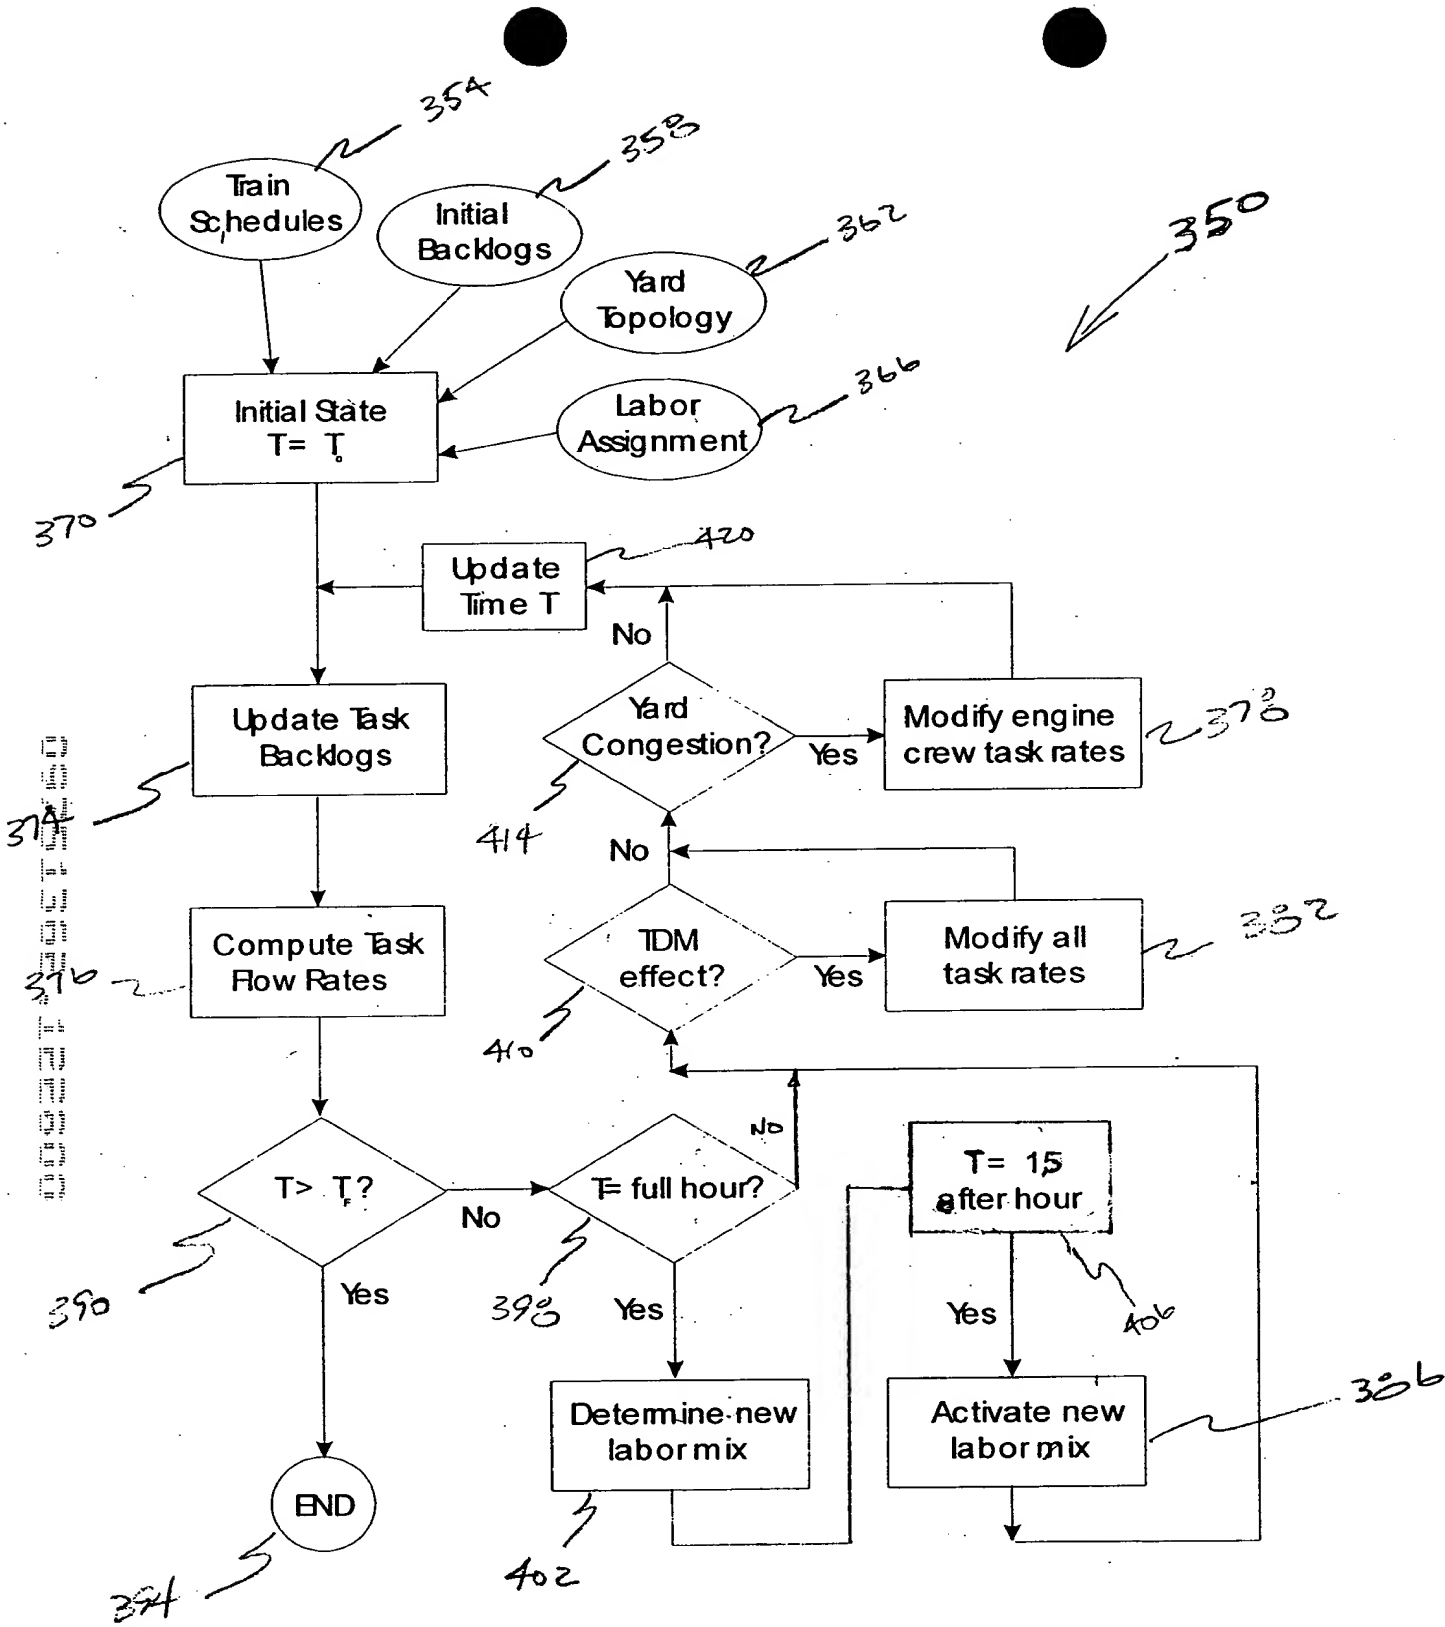 354
Train
Schedules
358
Initial
Backlogs
362
Yard
Topology
350
366
Labor
Assignment
Initial State
T= T₀
370
420
Update
Time T
No
Update Task
Backlogs
374
Yard
Congestion?
Yes
414
Modify engine
crew task rates
378
No
Compute Task
Flow Rates
376
TDM
effect?
Yes
410
Modify all
task rates
382
T> TF?
No
390
Yes
T= full hour?
No
398
Yes
T= 15
after hour
406
Yes
Determine new
labor mix
402
Activate new
labor mix
386
END
394